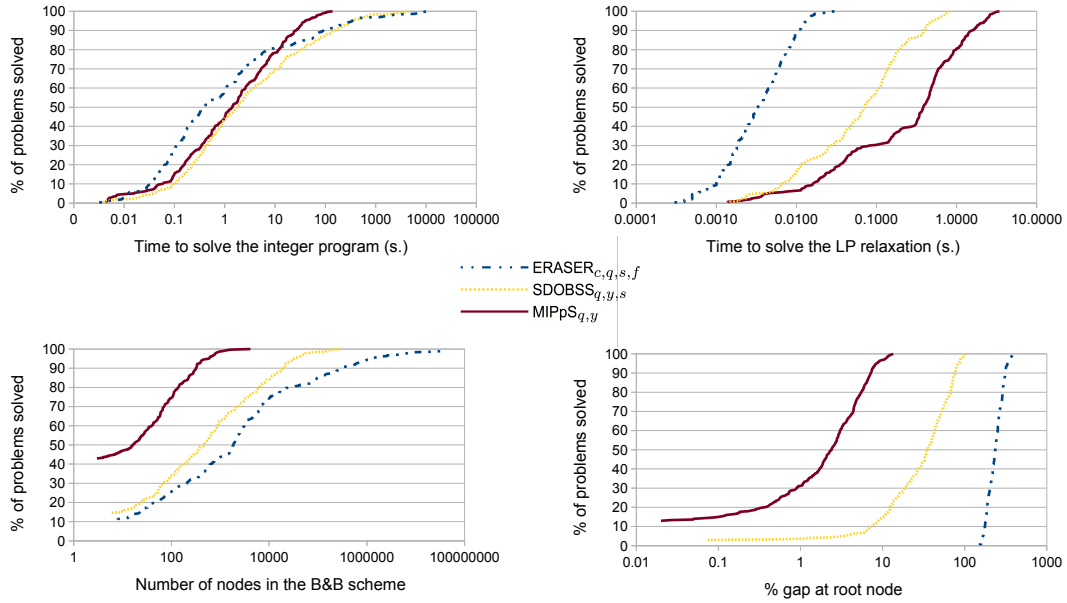 % of problems solved
100
90
80
70
60
50
40
30
20
10
0
0 0.01 0.1 1 10 100 1000 10000 100000
Time to solve the integer program (s.)
% of problems solved
100
90
80
70
60
50
40
30
20
10
0
0.0001 0.0010 0.0100 0.1000 1.0000 10.0000
Time to solve the LP relaxation (s.)
ERASER c,q,s,f
SDOBSS q,y,s
MIPpS q,y
% of problems solved
100
90
80
70
60
50
40
30
20
10
0
1 100 10000 1000000 100000000
Number of nodes in the B&B scheme
% of problems solved
100
90
80
70
60
50
40
30
20
10
0
0.01 0.1 1 10 100 1000
% gap at root node